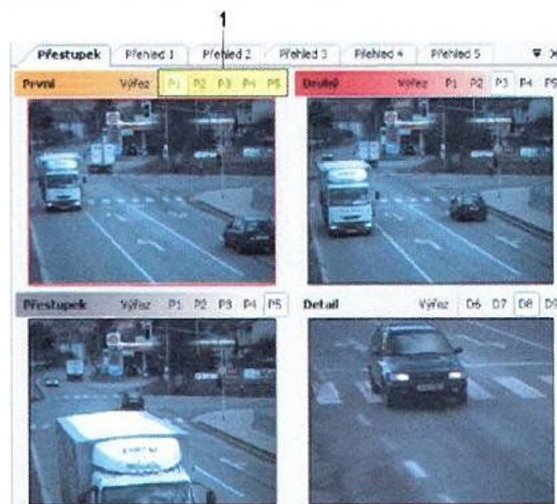 1
Přestupek Přehled 1 Přehled 2 Přehled 3 Přehled 4 Přehled 5
První Výřez P1 P2 P3 P4 P5
Druhý Výřez P1 P2 P3 P4 P5
Přestupek Výřez P1 P2 P3 P4 P5
Detail Výřez D6 D7 D8 D9